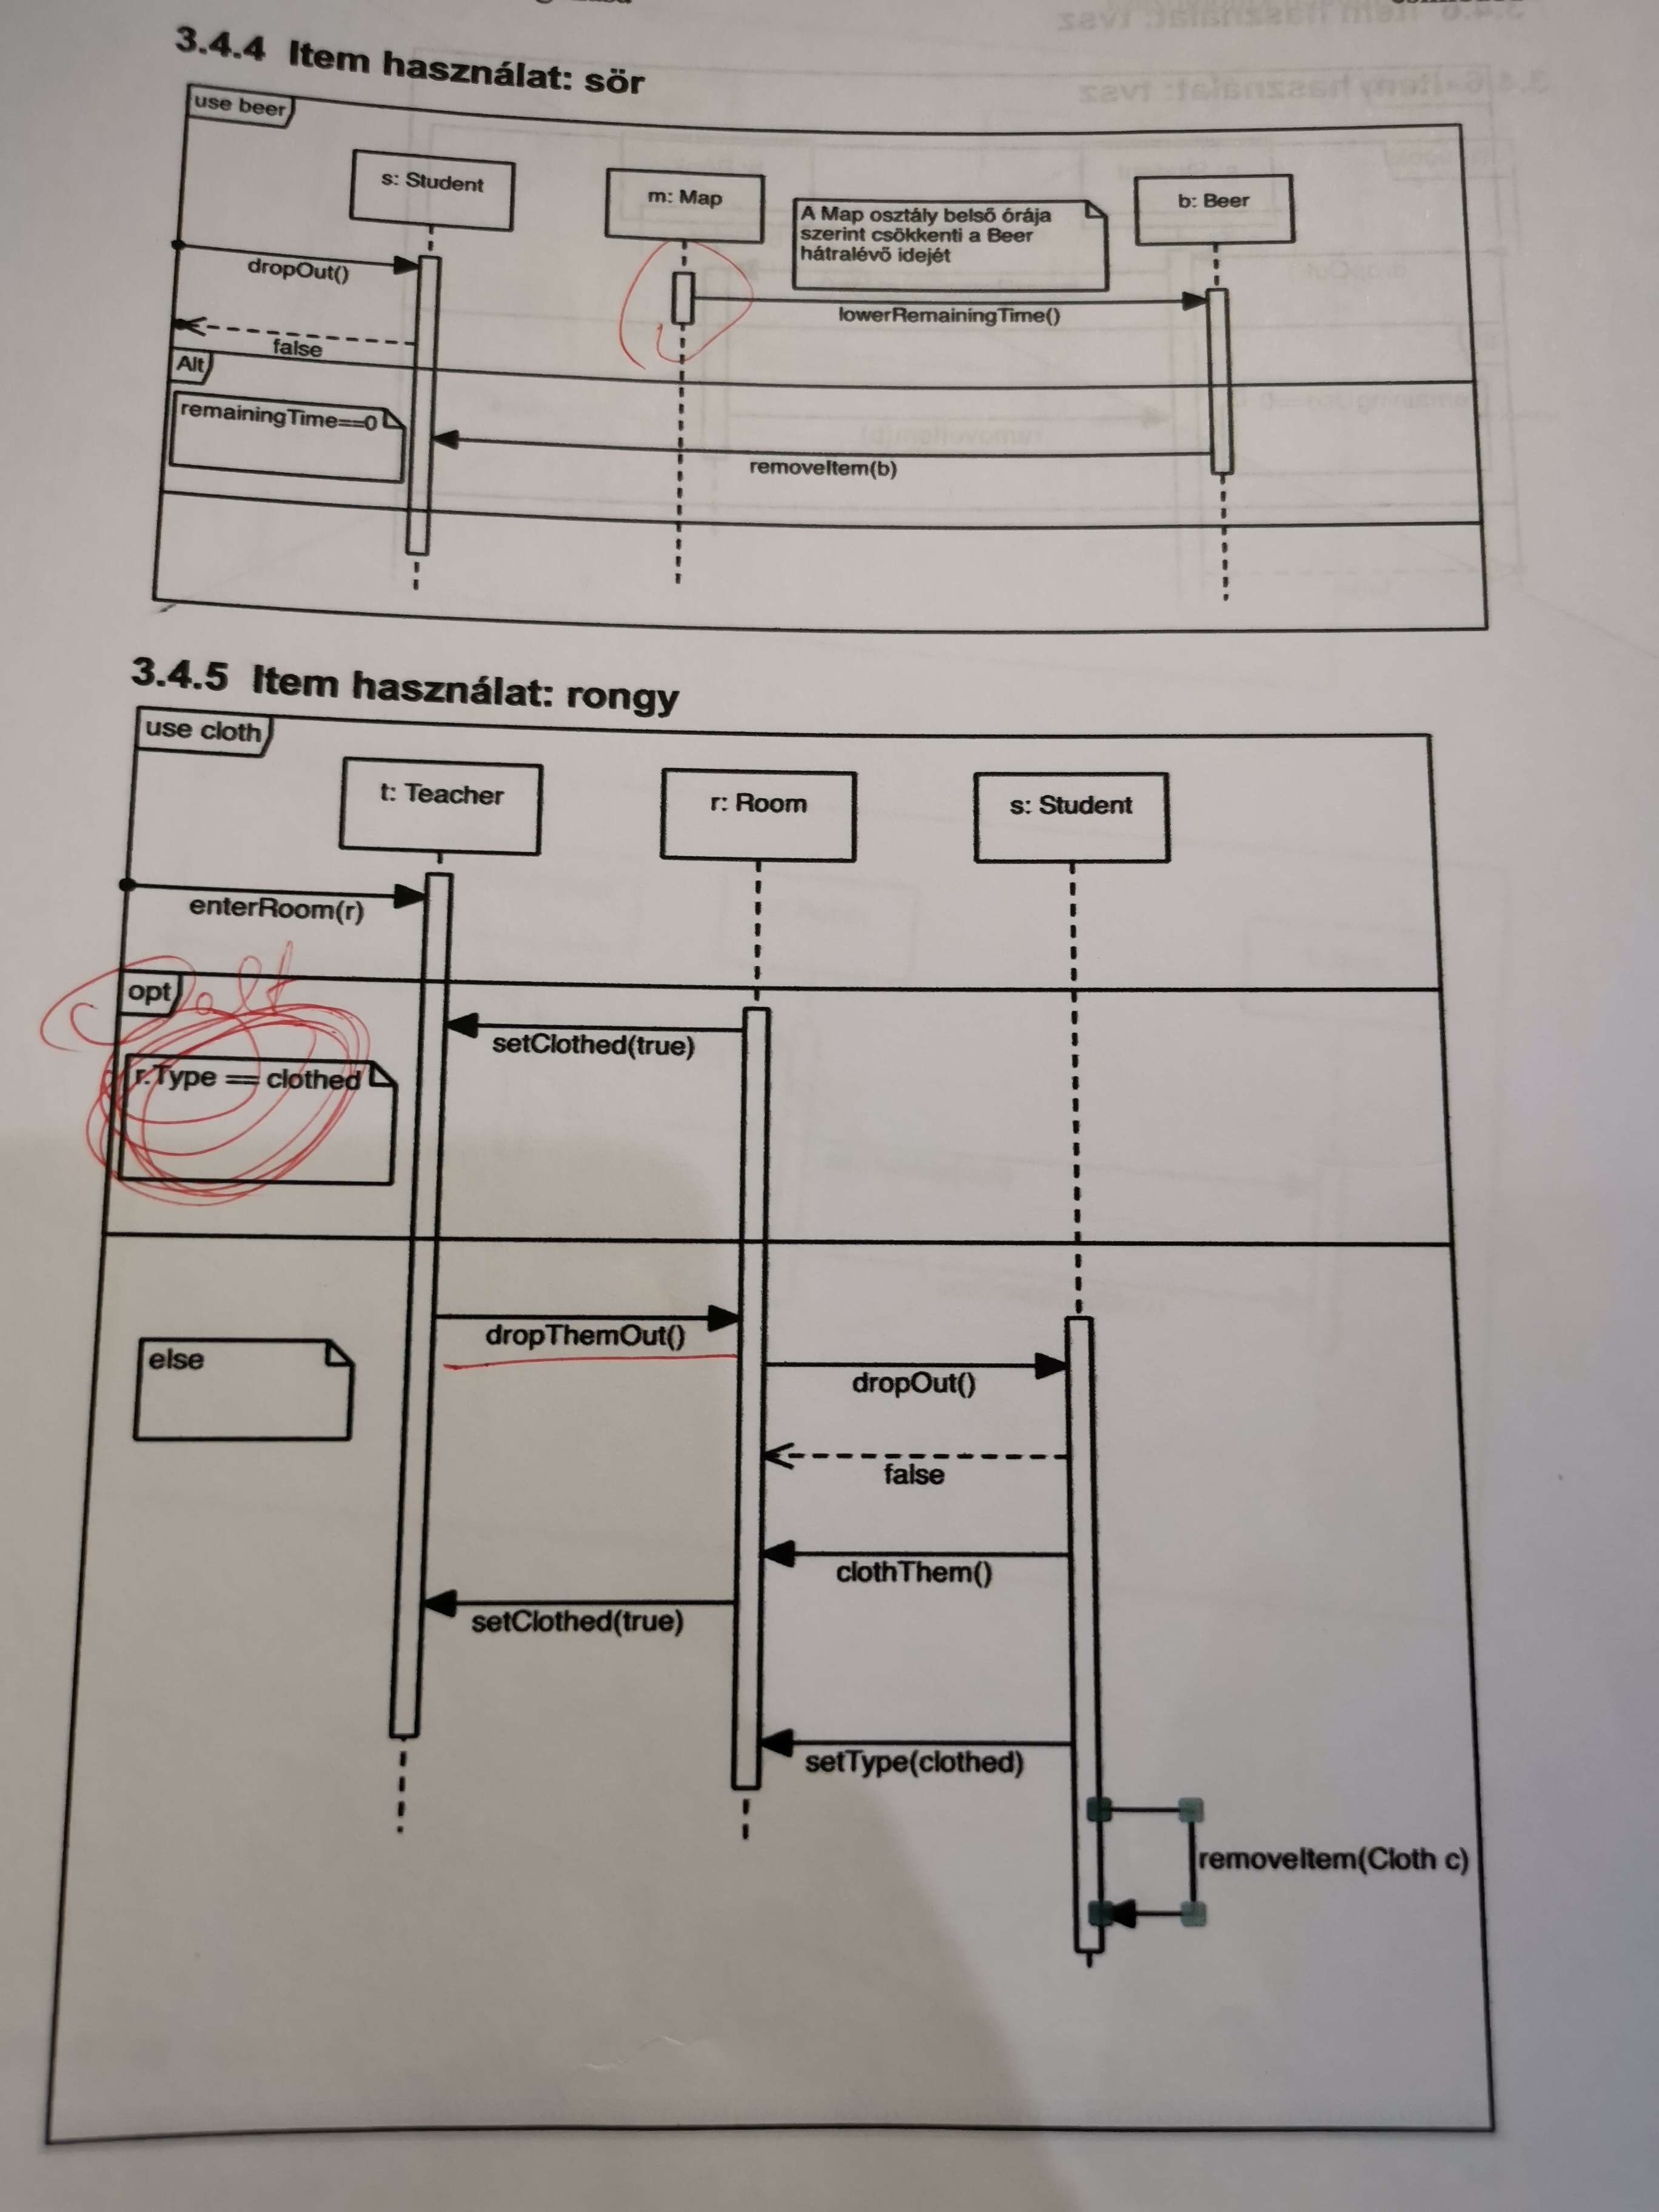 3.4.4 Item használat: sör
use beer
s: Student
m: Map
A Map osztály belső órája
szerint csökkenti a Beer
hátralévő idejét
b: Beer
dropOut()
lowerRemainingTime()
false
Alt
remainingTime==0
removeItem(b)
3.4.5 Item használat: rongy
use cloth
t: Teacher
r: Room
s: Student
enterRoom(r)
opt
alt
setClothed(true)
r.Type == clothed
dropThemOut()
else
dropOut()
false
clothThem()
setClothed(true)
setType(clothed)
removeItem(Cloth c)